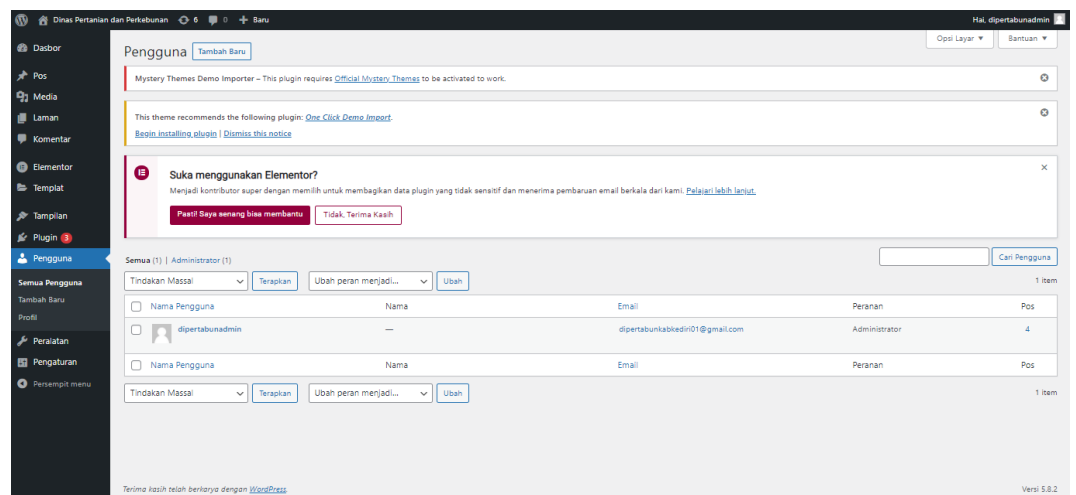 Dinas Pertanian dan Perkebunan 6 0 + Baru Hai, dipertabunadmin
Opsi Layar ▼ Bantuan ▼
Dasbor
Pos
Media
Laman
Komentar
Elementor
Templat
Tampilan
Plugin 3
Pengguna
Semua Pengguna
Tambah Baru
Profil
Peralatan
Pengaturan
Persempit menu
Pengguna Tambah Baru
Mystery Themes Demo Importer – This plugin requires Official Mystery Themes to be activated to work.
This theme recommends the following plugin: One Click Demo Import.
Begin installing plugin | Dismiss this notice
Suka menggunakan Elementor?
Menjadi kontributor super dengan memilih untuk membagikan data plugin yang tidak sensitif dan menerima pembaruan email berkala dari kami. Pelajari lebih lanjut.
Pasti! Saya senang bisa membantu Tidak, Terima Kasih
Semua (1) | Administrator (1) Cari Pengguna
Tindakan Massal Terapkan Ubah peran menjadi... Ubah 1 item
Nama Pengguna Nama Email Peranan Pos
dipertabunadmin — dipertabunkabkediri01@gmail.com Administrator 4
Nama Pengguna Nama Email Peranan Pos
Tindakan Massal Terapkan Ubah peran menjadi... Ubah 1 item
Terima kasih telah berkarya dengan WordPress. Versi 5.8.2